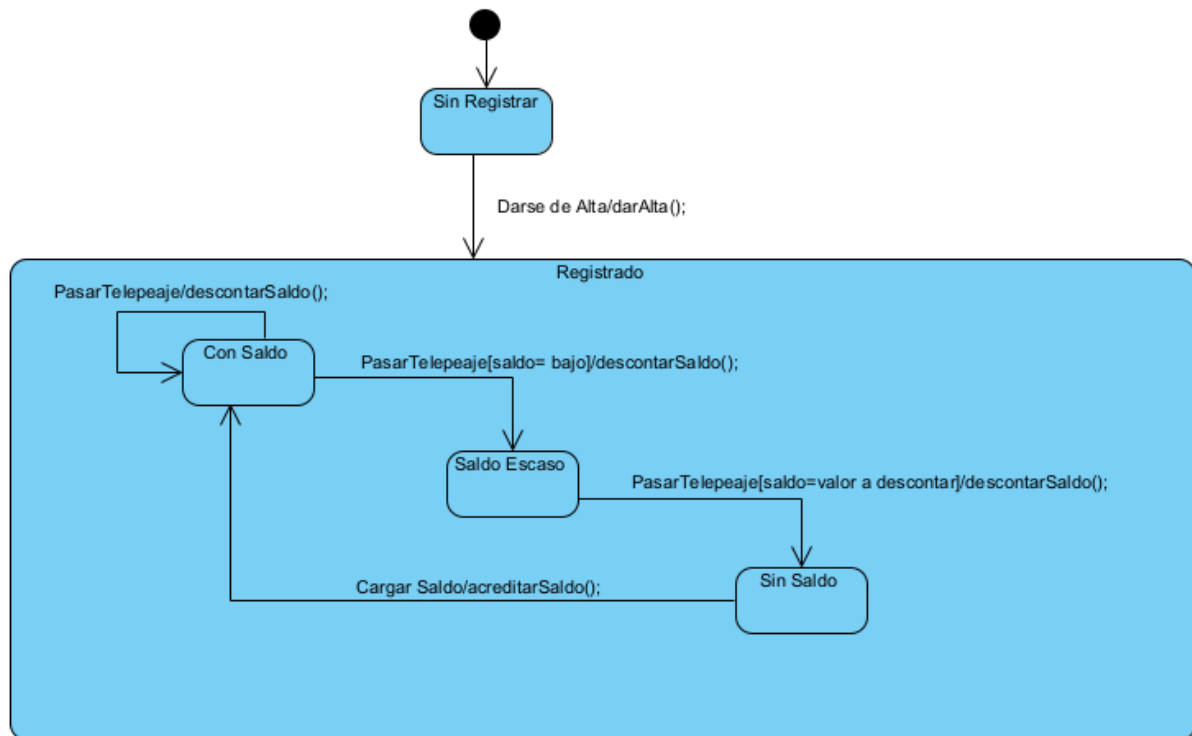 Sin Registrar
Darse de Alta/darAlta();
Registrado
PasarTelepeaje/descontarSaldo();
Con Saldo
PasarTelepeaje[saldo= bajo]/descontarSaldo();
Saldo Escaso
PasarTelepeaje[saldo=valor a descontar]/descontarSaldo();
Sin Saldo
Cargar Saldo/acreditarSaldo();